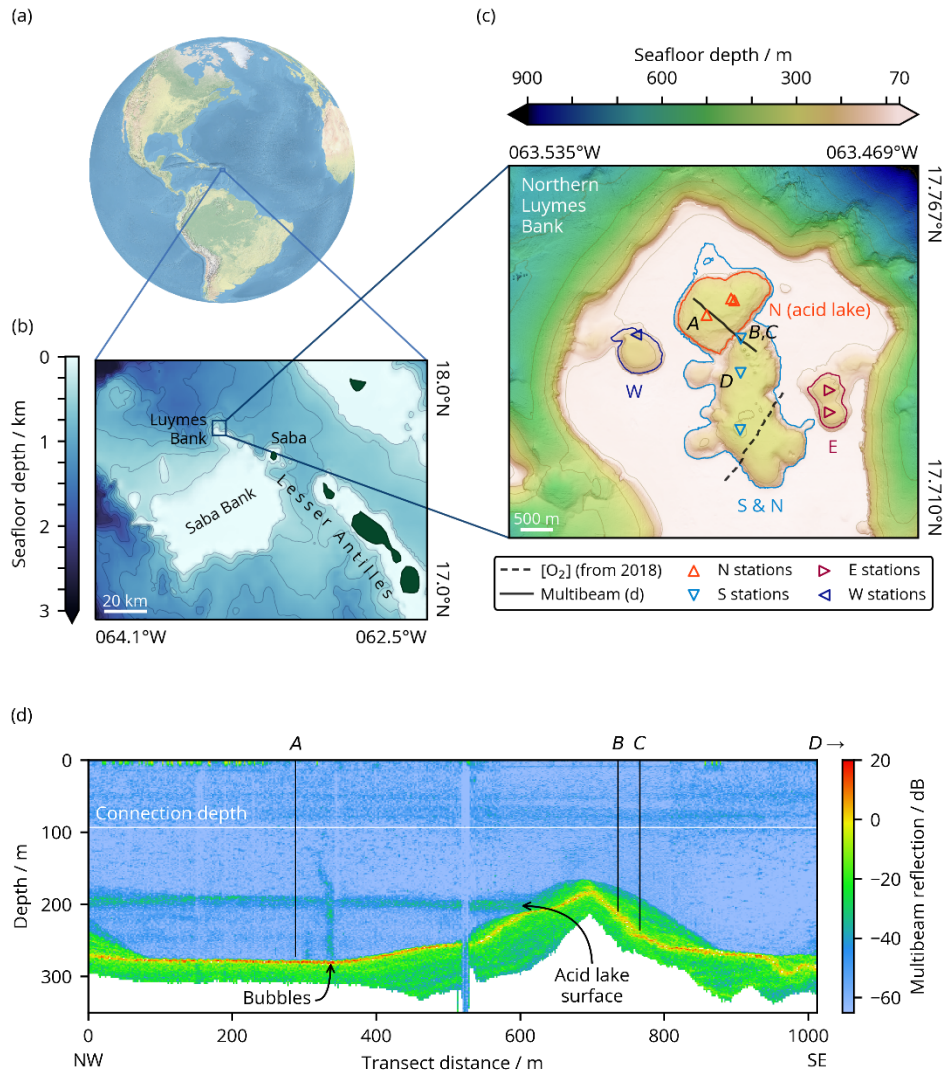 (a)
(b)
0
1
2
3
Seafloor depth / km
Luymes
Bank
Saba
Saba Bank
Lesser Antilles
20 km
18.0°N
17.0°N
064.1°W
062.5°W
(c)
Seafloor depth / m
900
600
300
70
063.535°W
063.469°W
17.767°N
17.710°N
Northern
Luymes
Bank
N (acid lake)
A
B,C
D
W
E
S & N
500 m
[O₂] (from 2018)
N stations
E stations
Multibeam (d)
S stations
W stations
(d)
A
B
C
D →
0
100
200
300
Depth / m
Connection depth
Bubbles
Acid lake
surface
0
200
400
600
800
1000
NW
Transect distance / m
SE
20
0
−20
−40
−60
Multibeam reflection / dB